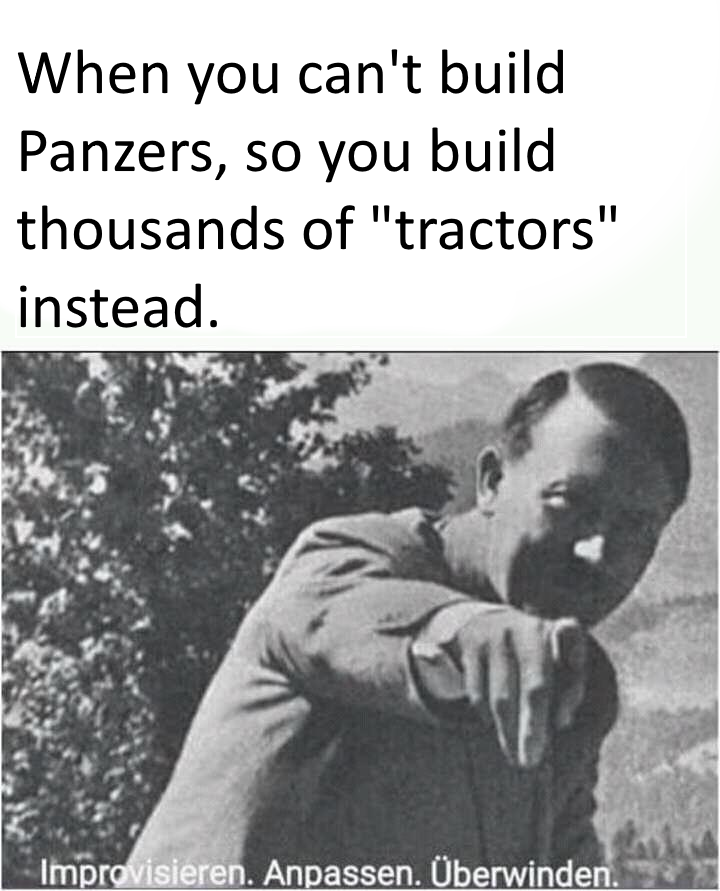 When you can't build
Panzers, so you build
thousands of "tractors"
instead.
Improvisieren. Anpassen. Überwinden.